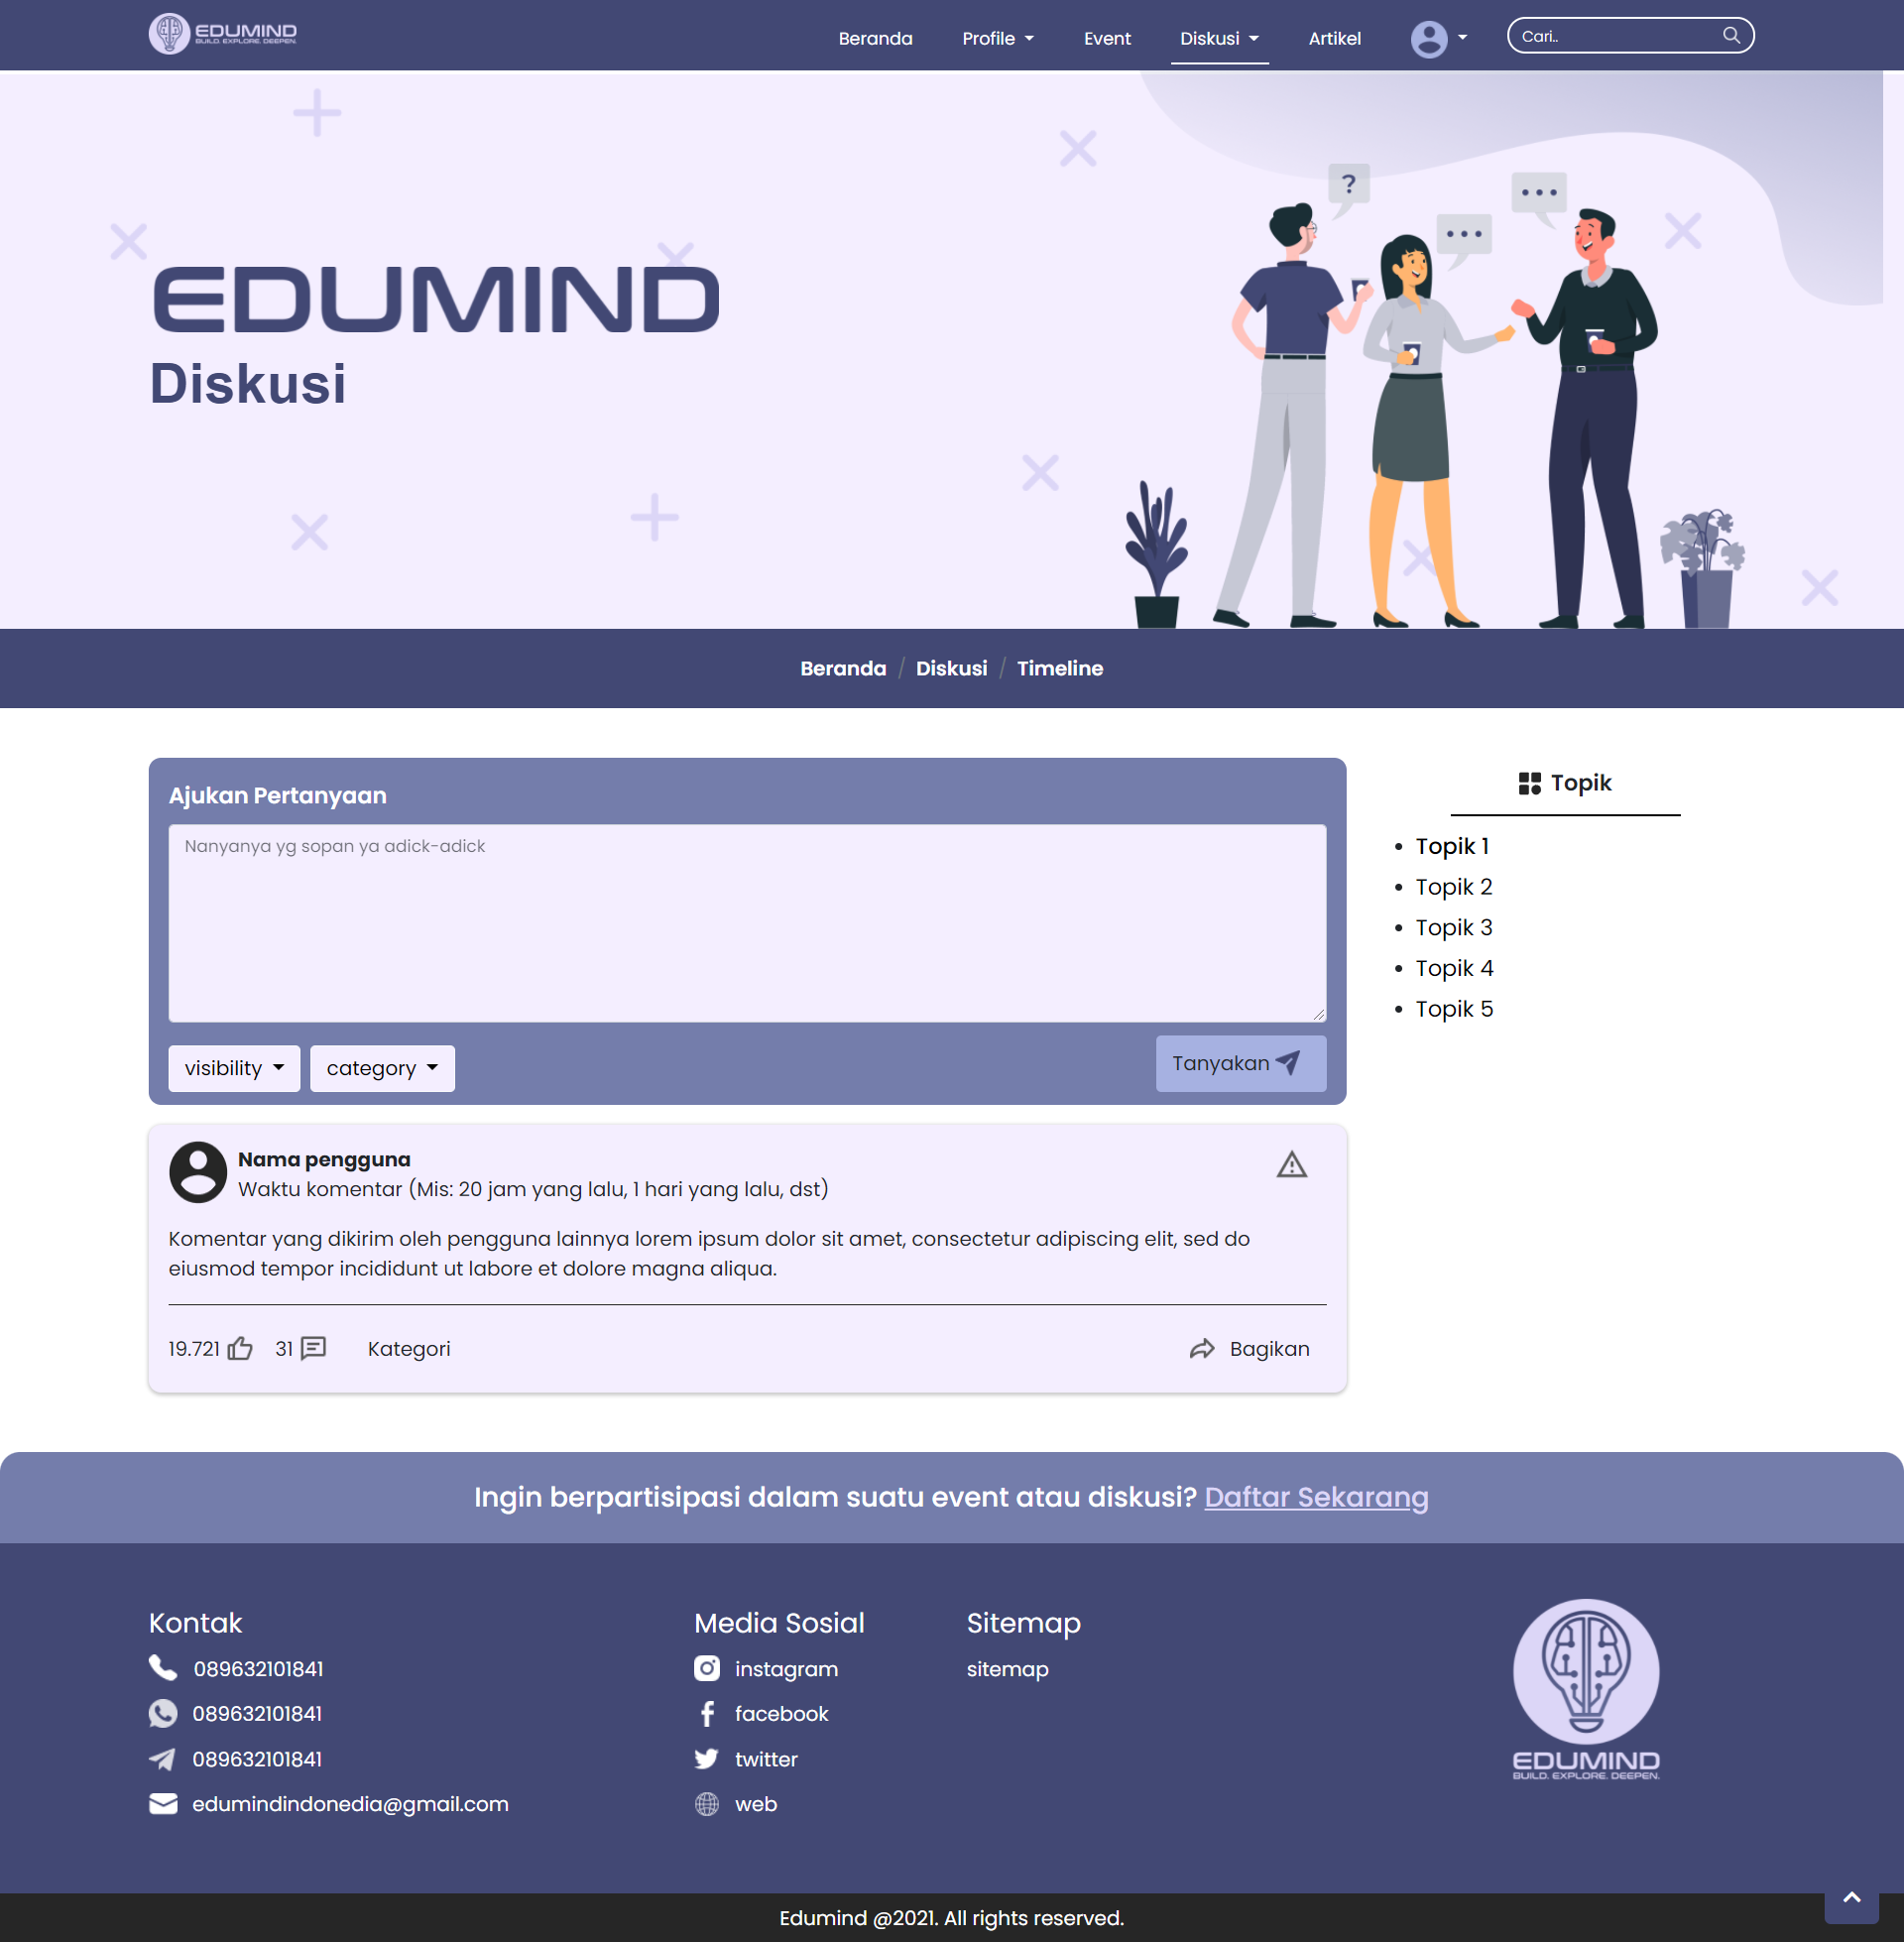 EDUMIND
BUILD. EXPLORE. DEEPEN.
Beranda
Profile
Event
Diskusi
Artikel
Cari..
?
EDUMIND
Diskusi
Beranda / Diskusi / Timeline
Ajukan Pertanyaan
Nanyanya yg sopan ya adick-adick
visibility
category
Tanyakan
Topik
Topik 1
Topik 2
Topik 3
Topik 4
Topik 5
Nama pengguna
Waktu komentar (Mis: 20 jam yang lalu, 1 hari yang lalu, dst)
Komentar yang dikirim oleh pengguna lainnya lorem ipsum dolor sit amet, consectetur adipiscing elit, sed do
eiusmod tempor incididunt ut labore et dolore magna aliqua.
19.721
31
Kategori
Bagikan
Ingin berpartisipasi dalam suatu event atau diskusi? Daftar Sekarang
Kontak
089632101841
089632101841
089632101841
edumindindonedia@gmail.com
Media Sosial
instagram
facebook
twitter
web
Sitemap
sitemap
EDUMIND
BUILD. EXPLORE. DEEPEN.
Edumind @2021. All rights reserved.